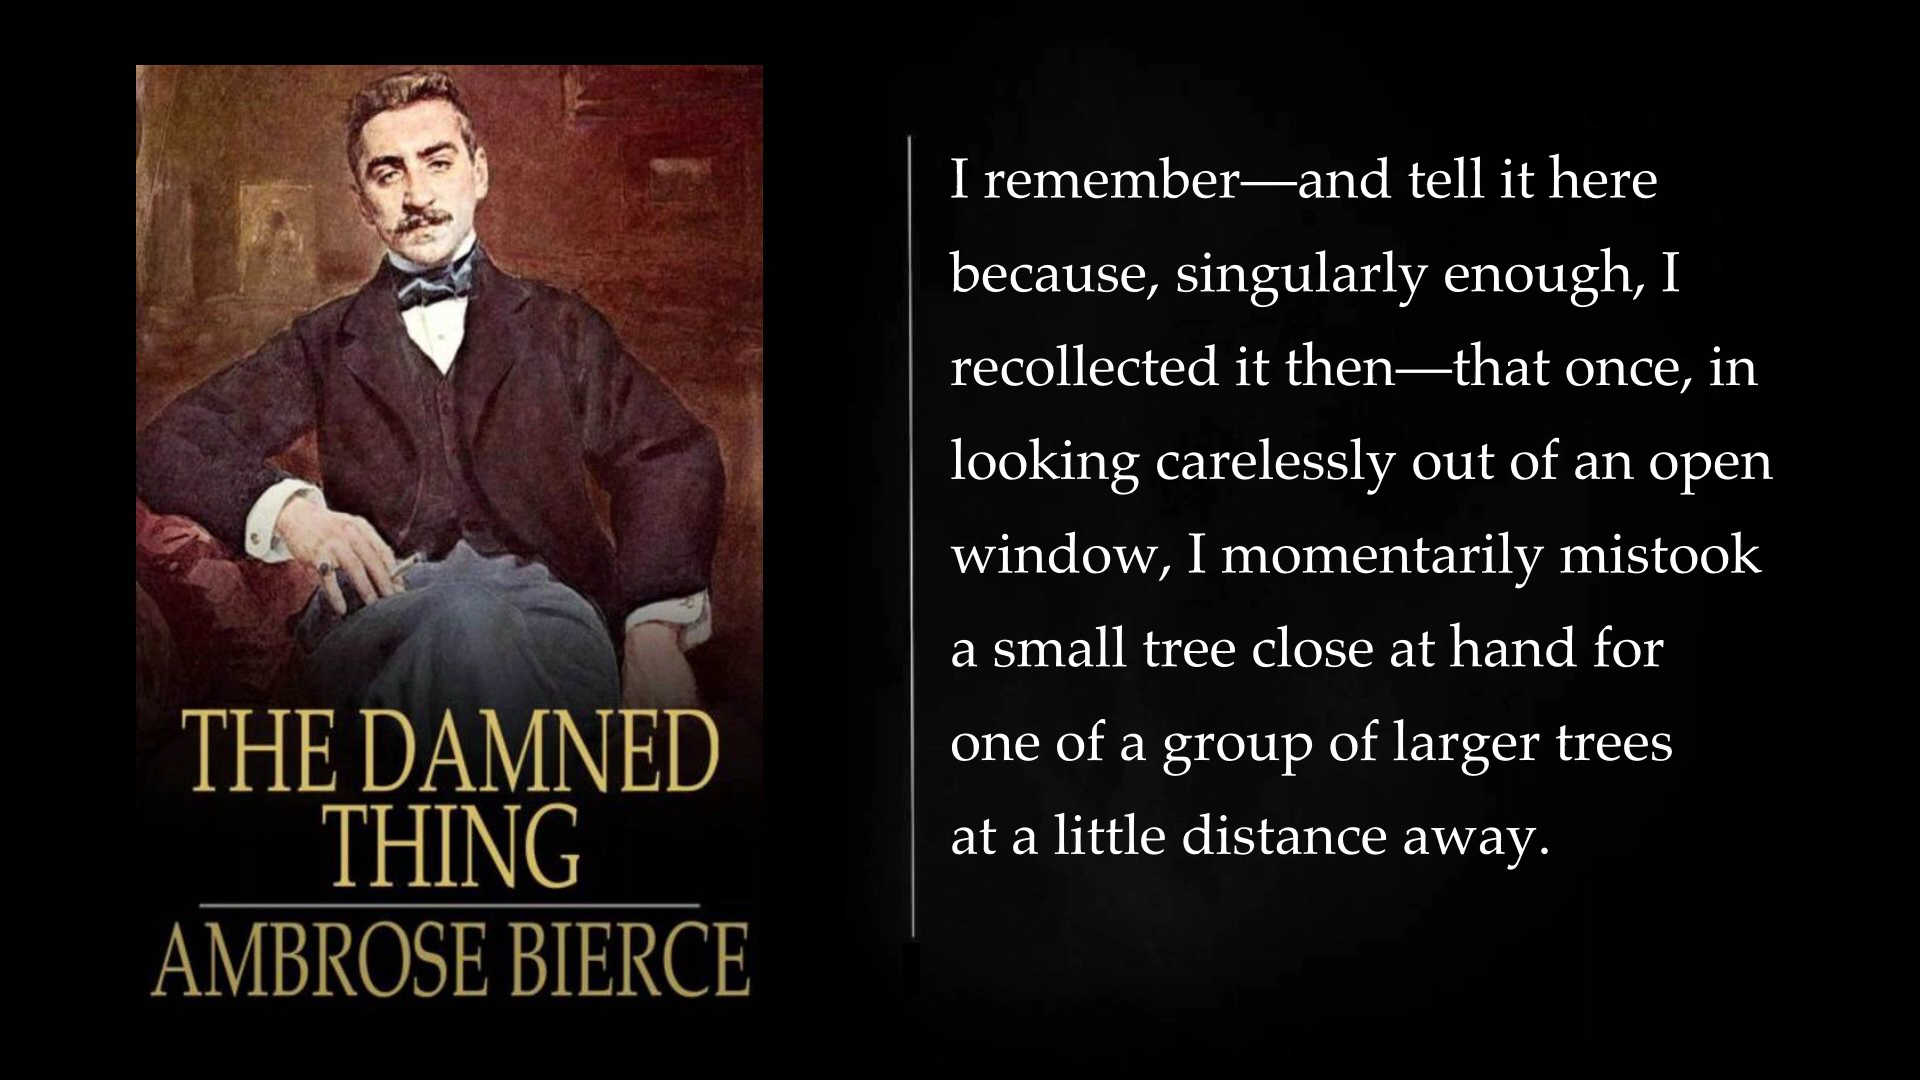 THE DAMNED
THING
AMBROSE BIERCE
I remember—and tell it here
because, singularly enough, I
recollected it then—that once, in
looking carelessly out of an open
window, I momentarily mistook
a small tree close at hand for
one of a group of larger trees
at a little distance away.